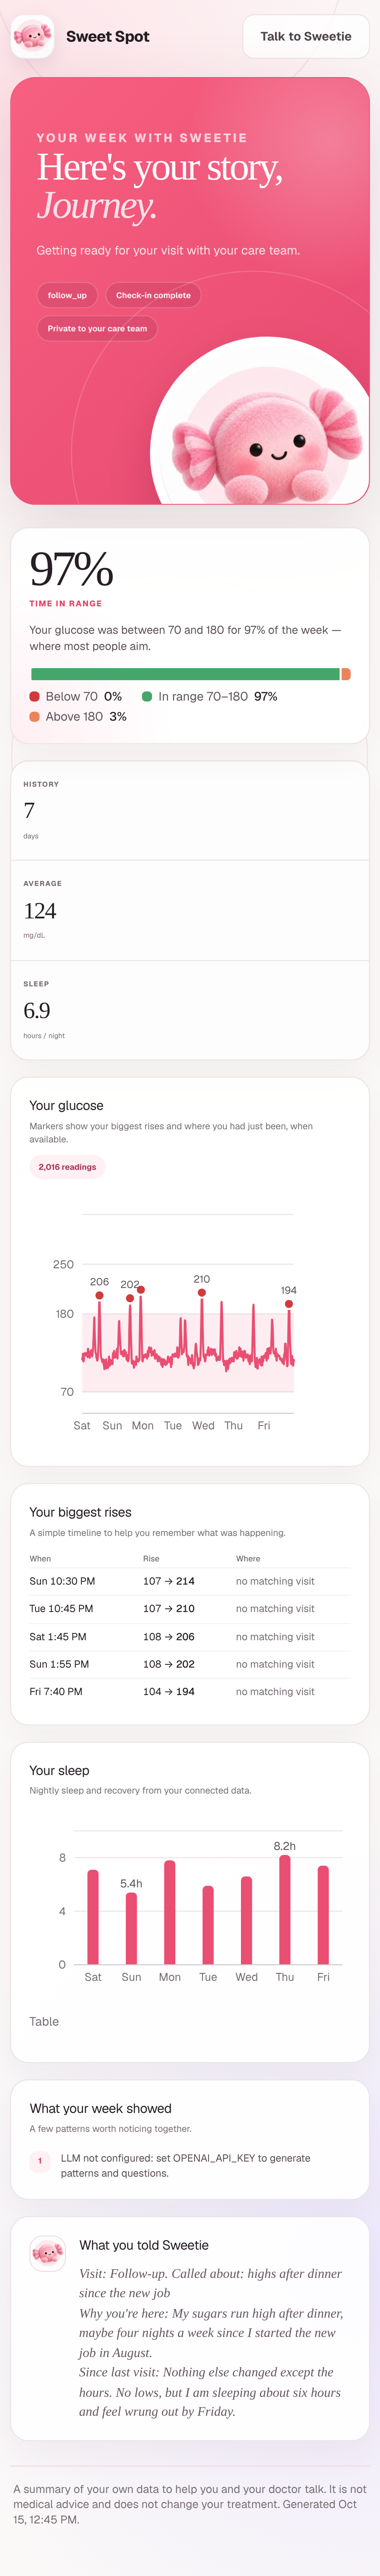 Sweet Spot
Talk to Sweetie
YOUR WEEK WITH SWEETIE
Here's your story,
Journey.
Getting ready for your visit with your care team.
follow_up
Check-in complete
Private to your care team
97%
TIME IN RANGE
Your glucose was between 70 and 180 for 97% of the week —
where most people aim.
Below 70 0% In range 70–180 97%
Above 180 3%
HISTORY
7
days
AVERAGE
124
mg/dL
SLEEP
6.9
hours / night
Your glucose
Markers show your biggest rises and where you had just been, when
available.
2,016 readings
250
206 202 210 194
180
70
Sat Sun Mon Tue Wed Thu Fri
Your biggest rises
A simple timeline to help you remember what was happening.
When Rise Where
Sun 10:30 PM 107 → 214 no matching visit
Tue 10:45 PM 107 → 210 no matching visit
Sat 1:45 PM 108 → 206 no matching visit
Sun 1:55 PM 108 → 202 no matching visit
Fri 7:40 PM 104 → 194 no matching visit
Your sleep
Nightly sleep and recovery from your connected data.
8.2h
8
5.4h
4
0
Sat Sun Mon Tue Wed Thu Fri
Table
What your week showed
A few patterns worth noticing together.
1 LLM not configured: set OPENAI_API_KEY to generate
patterns and questions.
What you told Sweetie
Visit: Follow-up. Called about: highs after dinner
since the new job
Why you're here: My sugars run high after dinner,
maybe four nights a week since I started the new
job in August.
Since last visit: Nothing else changed except the
hours. No lows, but I am sleeping about six hours
and feel wrung out by Friday.
A summary of your own data to help you and your doctor talk. It is not
medical advice and does not change your treatment. Generated Oct
15, 12:45 PM.